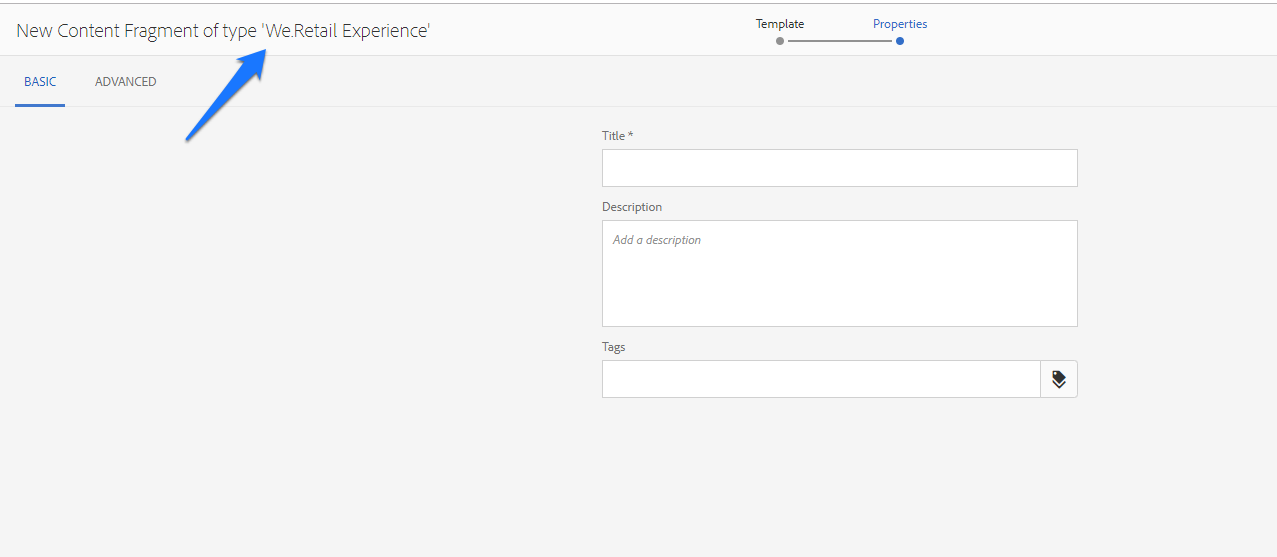 New Content Fragment of type 'We.Retail Experience'
Template
Properties
BASIC
ADVANCED
Title *
Description
Add a description
Tags